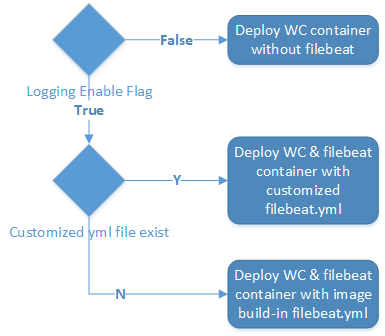 Deploy WC container
without filebeat
False
Logging Enable Flag
True
Deploy WC & filebeat
container with
customized
filebeat.yml
Y
Customized yml file exist
Deploy WC & filebeat
container with image
build-in filebeat.yml
N